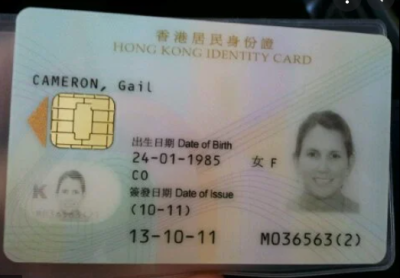 香港居民身份證
HONG KONG IDENTITY CARD
CAMERON, Gail
出生日期 Date of Birth
24-01-1985
女 F
CO
簽發日期 Date of Issue
(10-11)
13-10-11
M036563(2)
K